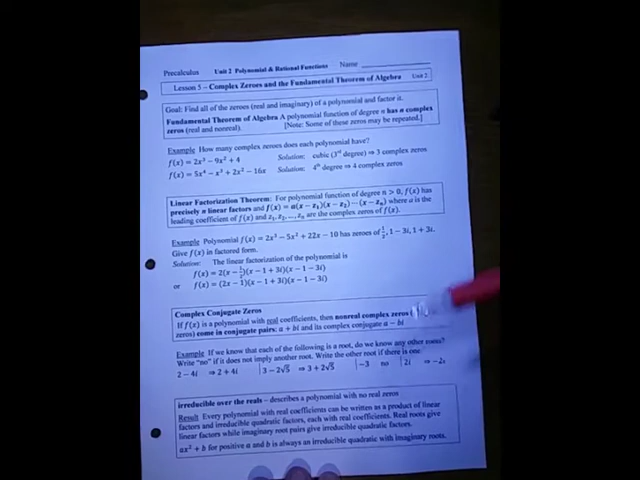 Precalculus Unit 2 Polynomial & Rational Functions Name
Lesson 5 – Complex Zeroes and the Fundamental Theorem of Algebra Unit 2
Goal: Find all of the zeroes (real and imaginary) of a polynomial and factor it.
Fundamental Theorem of Algebra A polynomial function of degree n has n complex
zeros (real and nonreal). [Note: Some of these zeros may be repeated.]
Example How many complex zeroes does each polynomial have?
f(x) = 2x³ − 9x² + 4 Solution: cubic (3rd degree) ⇒ 3 complex zeros
f(x) = 5x⁴ − x³ + 2x² − 16x Solution: 4th degree ⇒ 4 complex zeros
Linear Factorization Theorem: For polynomial function of degree n > 0, f(x) has
precisely n linear factors and f(x) = a(x − z₁)(x − z₂) ⋯ (x − zₙ) where a is the
leading coefficient of f(x) and z₁, z₂, …, zₙ are the complex zeros of f(x).
Example Polynomial f(x) = 2x³ − 5x² + 22x − 10 has zeroes of ½, 1 − 3i, 1 + 3i.
Give f(x) in factored form.
Solution: The linear factorization of the polynomial is
f(x) = 2(x − ½)(x − 1 + 3i)(x − 1 − 3i)
or f(x) = (2x − 1)(x − 1 + 3i)(x − 1 − 3i)
Complex Conjugate Zeros
If f(x) is a polynomial with real coefficients, then nonreal complex zeros (
zeros) come in conjugate pairs: a + bi and its complex conjugate a − bi
Example If we know that each of the following is a root, do we know any other roots?
Write "no" if it does not imply another root. Write the other root if there is one
2 − 4i ⇒ 2 + 4i | 3 − 2√5 ⇒ 3 + 2√5 | −3 no | 2i ⇒ −2i
irreducible over the reals – describes a polynomial with no real zeros
Result Every polynomial with real coefficients can be written as a product of linear
factors and irreducible quadratic factors, each with real coefficients. Real roots give
linear factors while imaginary root pairs give irreducible quadratic factors.
ax² + b for positive a and b is always an irreducible quadratic with imaginary roots.